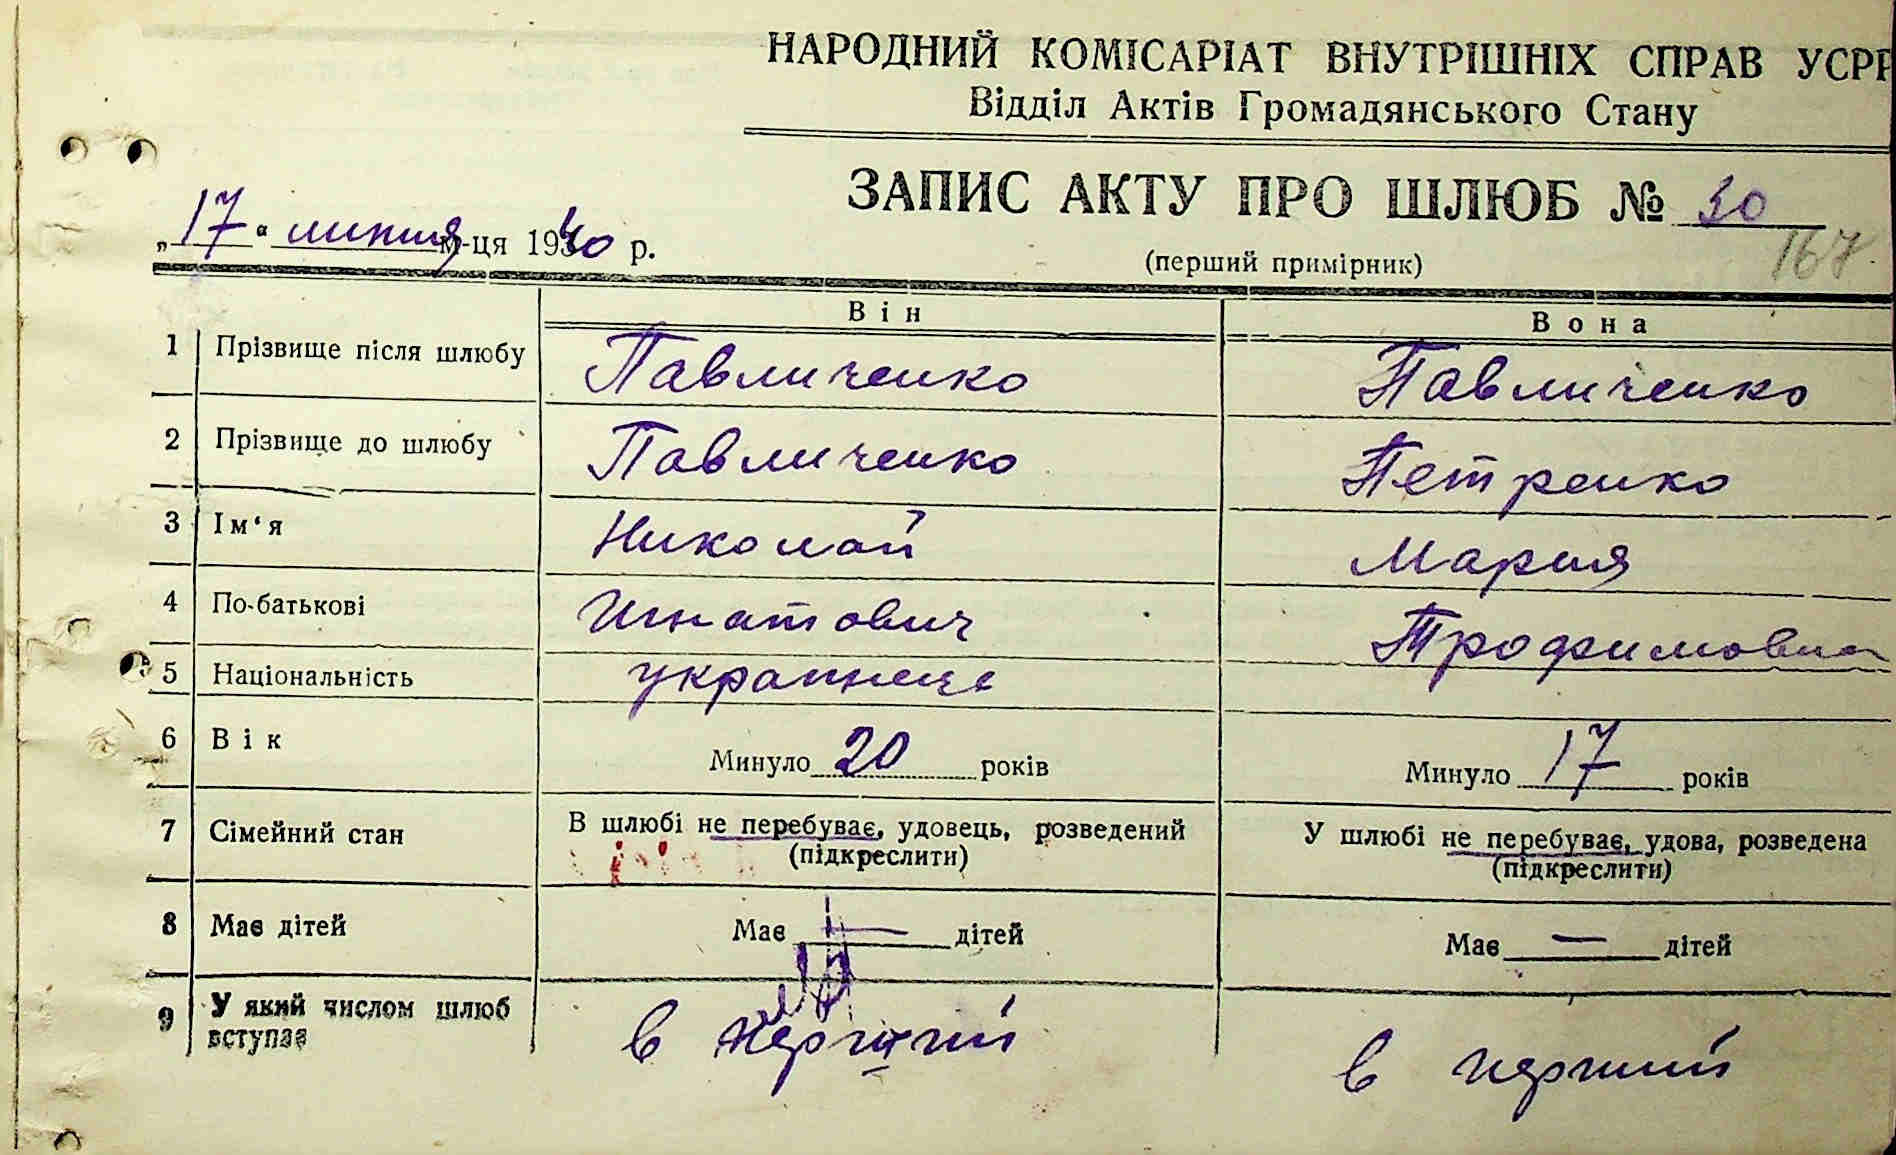 НАРОДНИЙ КОМІСАРІАТ ВНУТРІШНІХ СПРАВ УСРР
Відділ Актів Громадянського Стану
ЗАПИС АКТУ ПРО ШЛЮБ № 30
„17“ липня м-ця 1940 р.
(перший примірник)
167
Він Вона
1 Прізвище після шлюбу Павличенко Павличенко
2 Прізвище до шлюбу Павличенко Петренко
3 Ім‘я Николай Мария
4 По-батькові Игнатович Трофимовна
5 Національність украинець
6 Вік Минуло 20 років Минуло 17 років
7 Сімейний стан В шлюбі не перебуває, удовець, розведений У шлюбі не перебуває, удова, розведена
(підкреслити) (підкреслити)
8 Має дітей Має — дітей Має — дітей
9 У який числом шлюб вступає в перший в перший